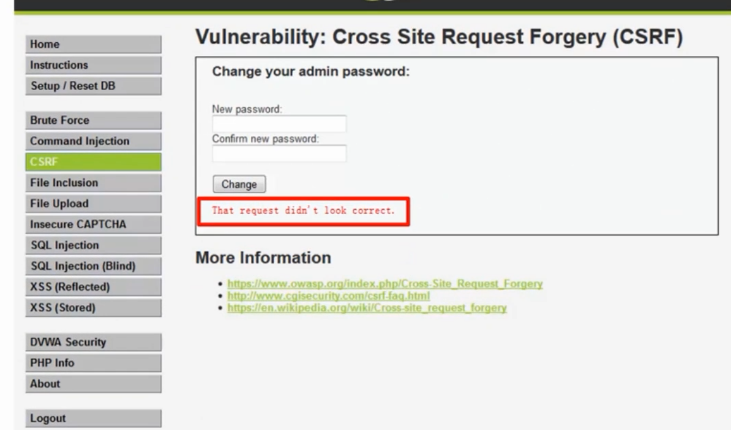 Home
Instructions
Setup / Reset DB
Brute Force
Command Injection
CSRF
File Inclusion
File Upload
Insecure CAPTCHA
SQL Injection
SQL Injection (Blind)
XSS (Reflected)
XSS (Stored)
DVWA Security
PHP Info
About
Logout
Vulnerability: Cross Site Request Forgery (CSRF)
Change your admin password:
New password:
Confirm new password:
Change
That request didn't look correct.
More Information
https://www.owasp.org/index.php/Cross-Site_Request_Forgery
http://www.cgisecurity.com/csrf-faq.html
https://en.wikipedia.org/wiki/Cross-site_request_forgery